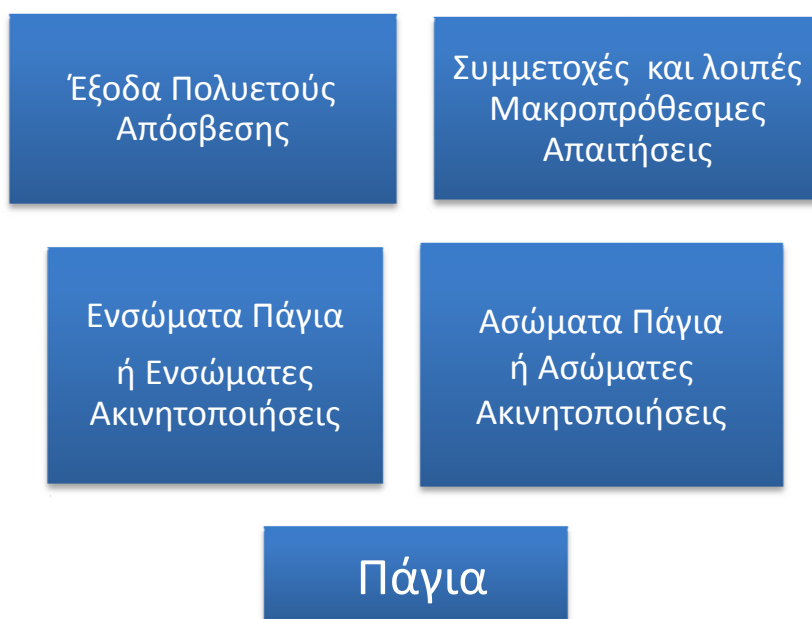 Έξοδα Πολυετούς
Απόσβεσης
Συμμετοχές και λοιπές
Μακροπρόθεσμες
Απαιτήσεις
Ενσώματα Πάγια
ή Ενσώματες
Ακινητοποιήσεις
Ασώματα Πάγια
ή Ασώματες
Ακινητοποιήσεις
Πάγια